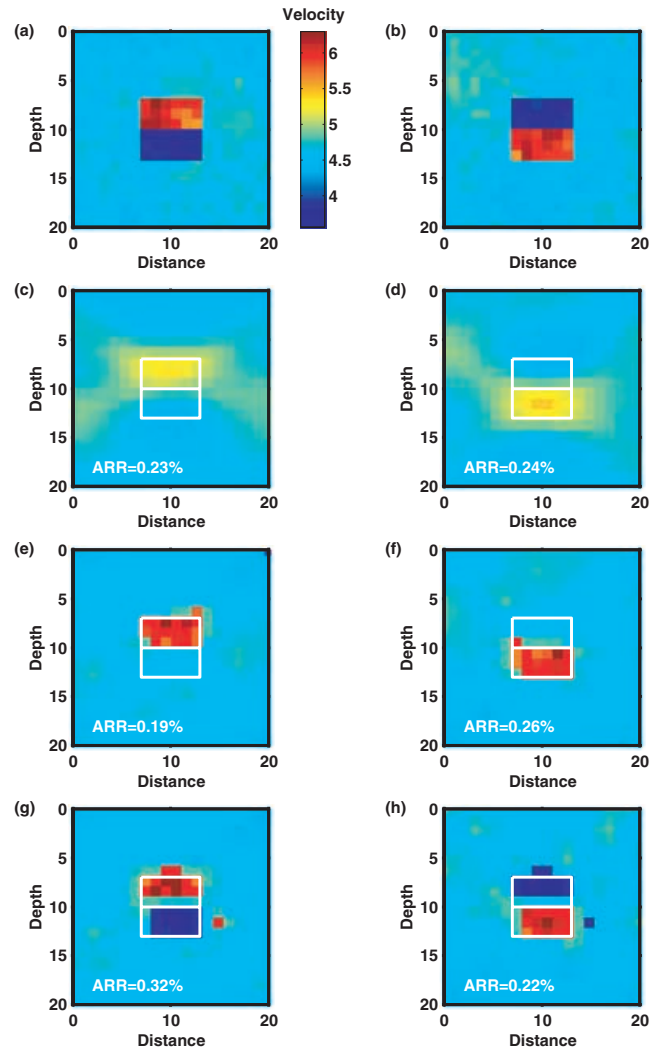 Velocity
(a)
0
5
10
15
20
Depth
0
10
20
Distance
6
5.5
5
4.5
4
(b)
0
5
10
15
20
Depth
0
10
20
Distance
(c)
0
5
10
15
20
Depth
ARR=0.23%
0
10
20
Distance
(d)
0
5
10
15
20
Depth
ARR=0.24%
0
10
20
Distance
(e)
0
5
10
15
20
Depth
ARR=0.19%
0
10
20
Distance
(f)
0
5
10
15
20
Depth
ARR=0.26%
0
10
20
Distance
(g)
0
5
10
15
20
Depth
ARR=0.32%
0
10
20
Distance
(h)
0
5
10
15
20
Depth
ARR=0.22%
0
10
20
Distance